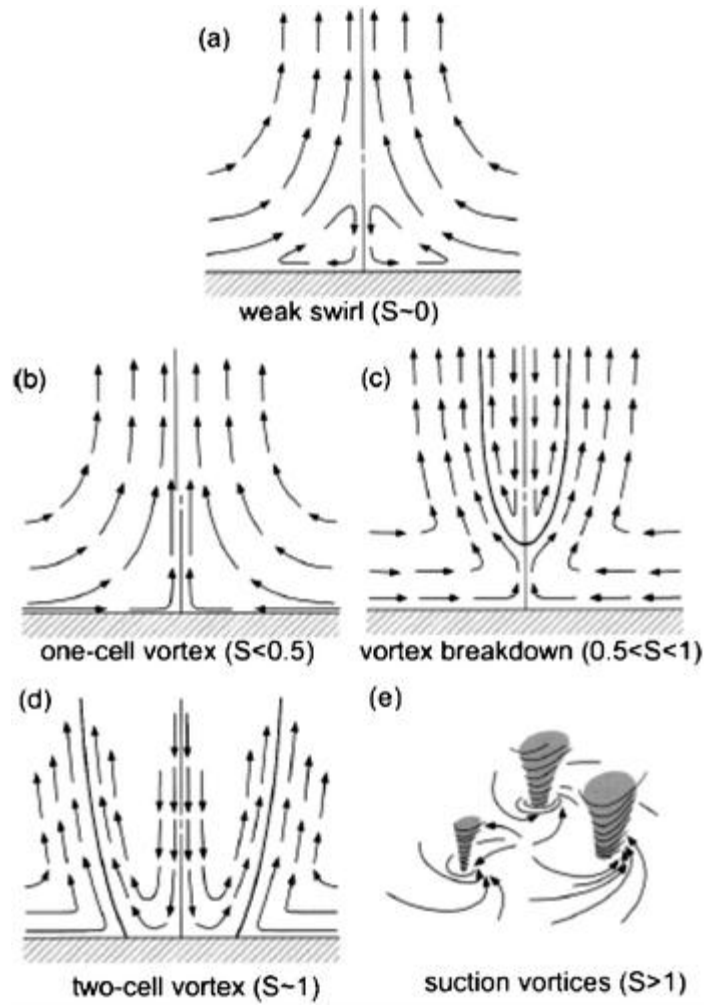 (a)
weak swirl (S~0)
(b)
(c)
one-cell vortex (S<0.5)
vortex breakdown (0.5<S<1)
(d)
(e)
two-cell vortex (S~1)
suction vortices (S>1)